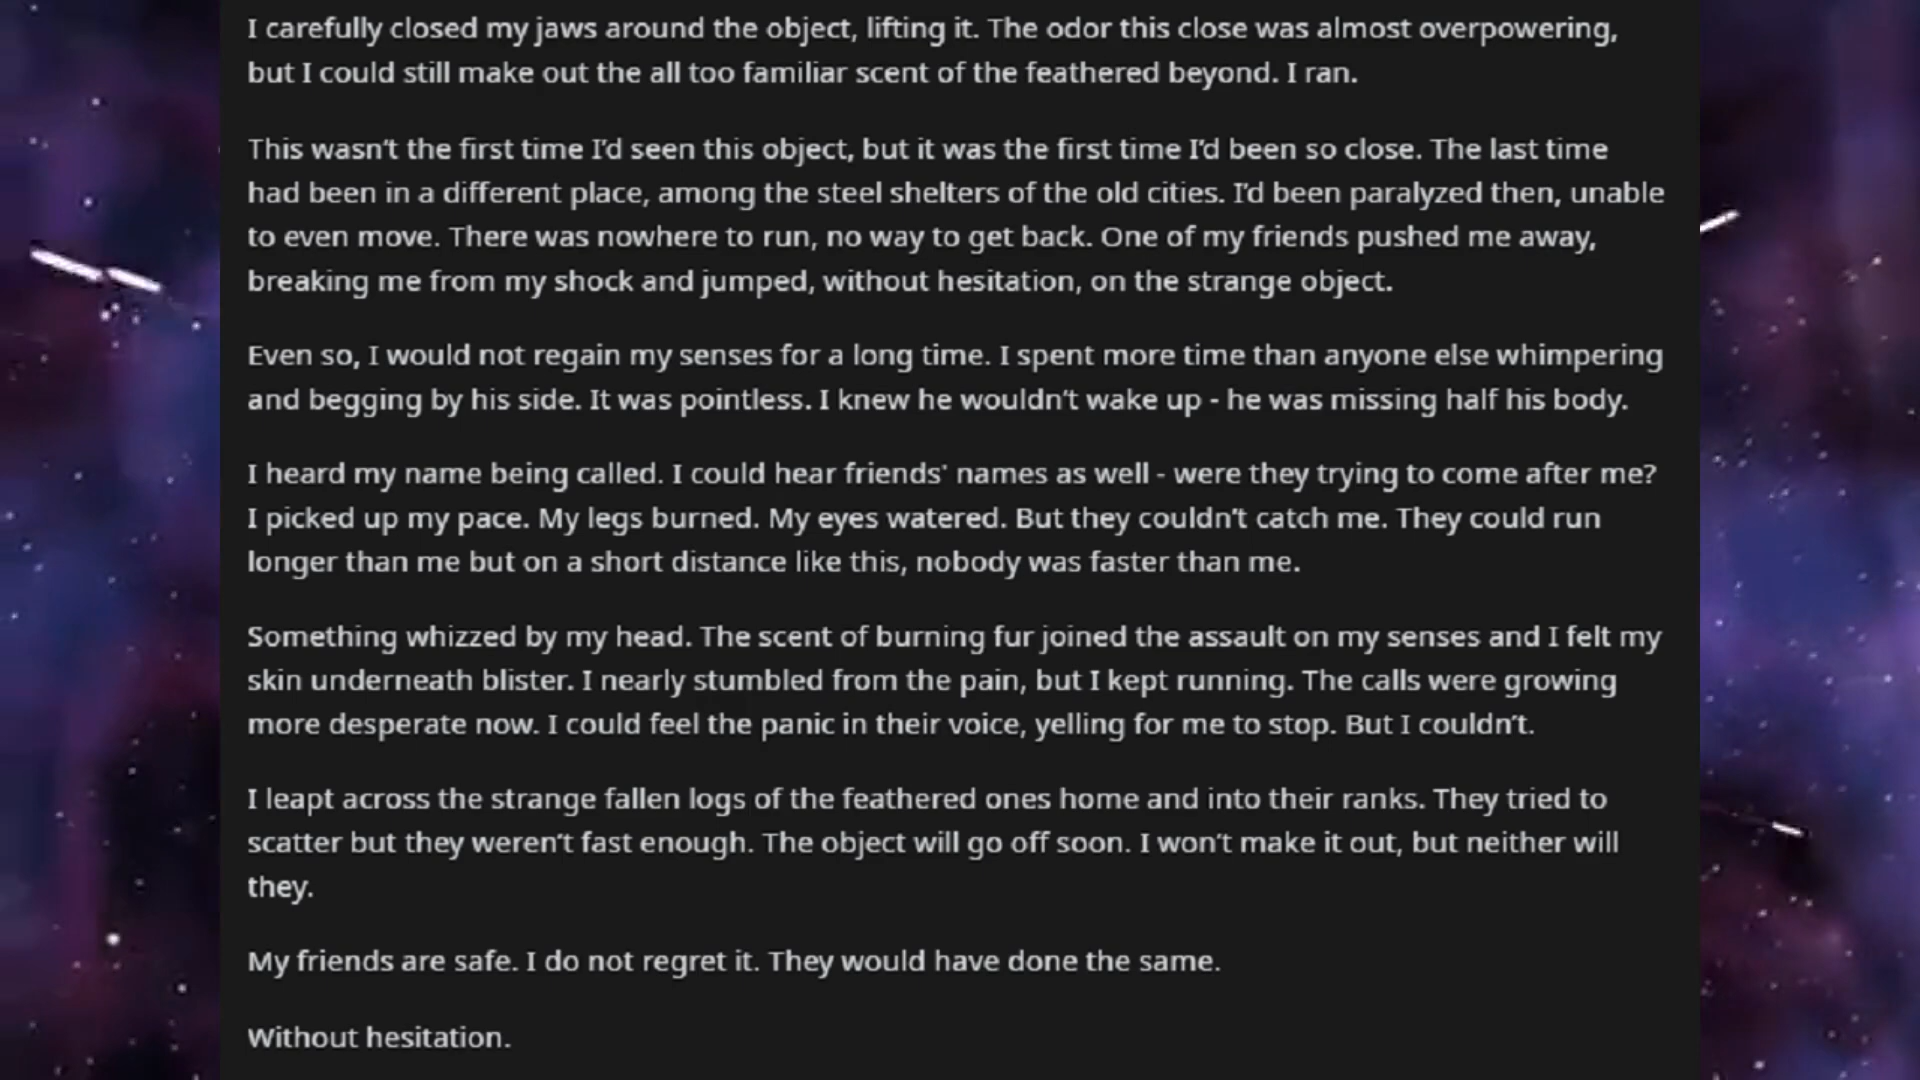 I carefully closed my jaws around the object, lifting it. The odor this close was almost overpowering,
but I could still make out the all too familiar scent of the feathered beyond. I ran.
This wasn’t the first time I’d seen this object, but it was the first time I’d been so close. The last time
had been in a different place, among the steel shelters of the old cities. I’d been paralyzed then, unable
to even move. There was nowhere to run, no way to get back. One of my friends pushed me away,
breaking me from my shock and jumped, without hesitation, on the strange object.
Even so, I would not regain my senses for a long time. I spent more time than anyone else whimpering
and begging by his side. It was pointless. I knew he wouldn’t wake up - he was missing half his body.
I heard my name being called. I could hear friends' names as well - were they trying to come after me?
I picked up my pace. My legs burned. My eyes watered. But they couldn’t catch me. They could run
longer than me but on a short distance like this, nobody was faster than me.
Something whizzed by my head. The scent of burning fur joined the assault on my senses and I felt my
skin underneath blister. I nearly stumbled from the pain, but I kept running. The calls were growing
more desperate now. I could feel the panic in their voice, yelling for me to stop. But I couldn’t.
I leapt across the strange fallen logs of the feathered ones home and into their ranks. They tried to
scatter but they weren’t fast enough. The object will go off soon. I won’t make it out, but neither will
they.
My friends are safe. I do not regret it. They would have done the same.
Without hesitation.